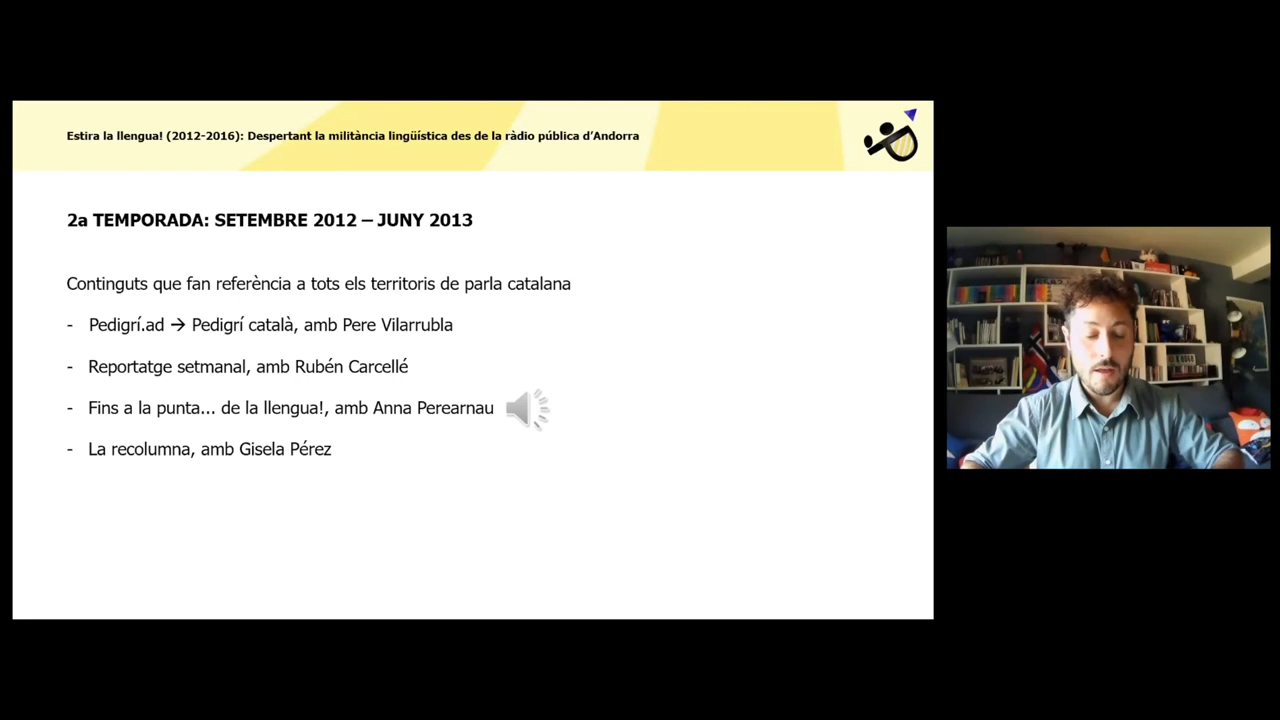 Estira la llengua! (2012-2016): Despertant la militància lingüística des de la ràdio pública d’Andorra
2a TEMPORADA: SETEMBRE 2012 – JUNY 2013
Continguts que fan referència a tots els territoris de parla catalana
- Pedigrí.ad → Pedigrí català, amb Pere Vilarrubla
- Reportatge setmanal, amb Rubén Carcellé
- Fins a la punta... de la llengua!, amb Anna Perearnau
- La recolumna, amb Gisela Pérez